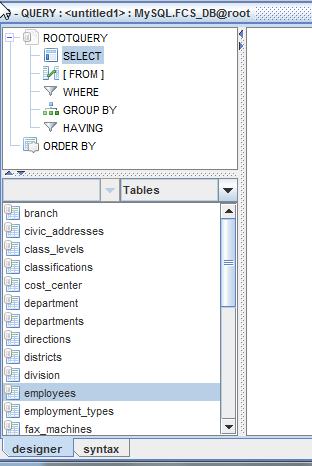 - QUERY : <untitled1> : MySQL.FCS_DB@root
ROOTQUERY
SELECT
[ FROM ]
WHERE
GROUP BY
HAVING
ORDER BY
Tables
branch
civic_addresses
class_levels
classifications
cost_center
department
departments
directions
districts
division
employees
employment_types
fax_machines
designer
syntax